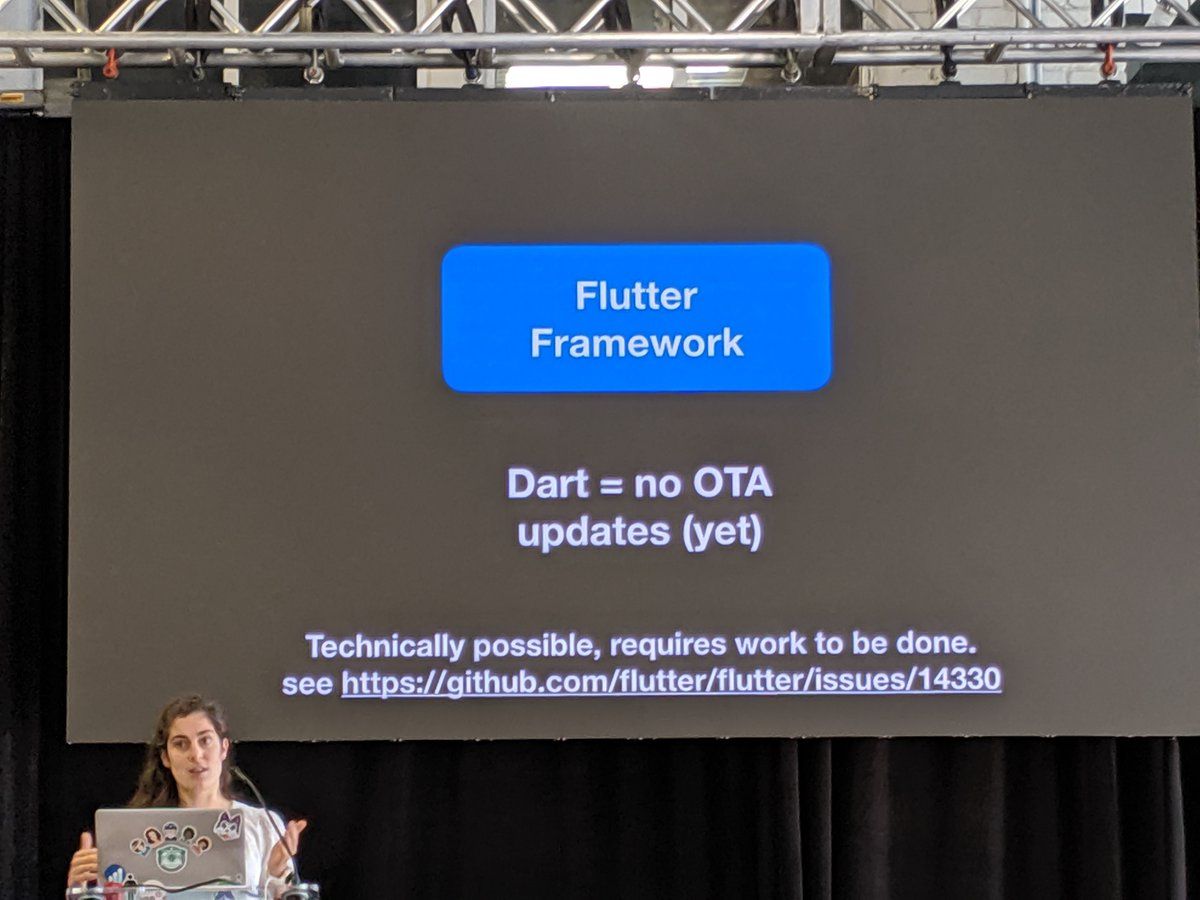 Flutter
Framework
Dart = no OTA
updates (yet)
Technically possible, requires work to be done.
see https://github.com/flutter/flutter/issues/14330